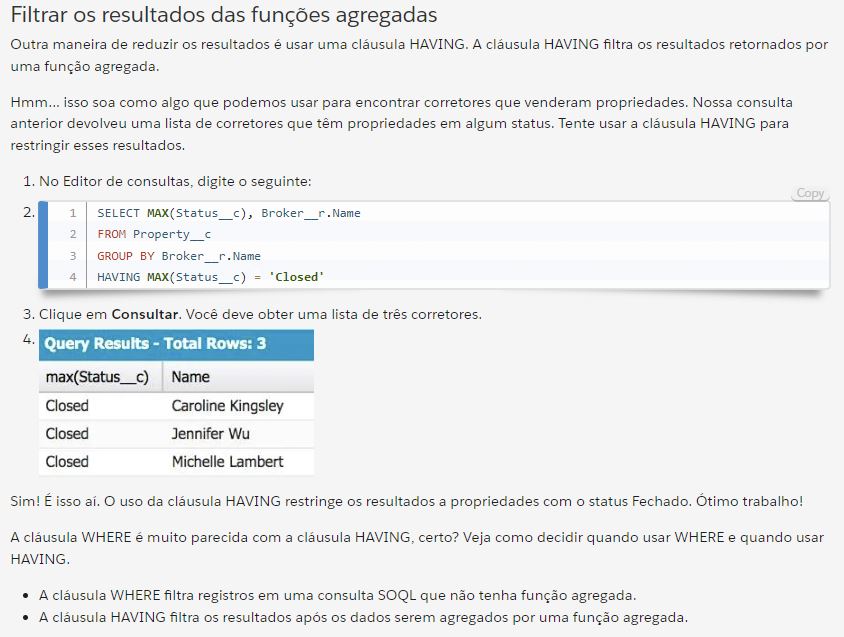 Filtrar os resultados das funções agregadas
Outra maneira de reduzir os resultados é usar uma cláusula HAVING. A cláusula HAVING filtra os resultados retornados por
uma função agregada.
Hmm... isso soa como algo que podemos usar para encontrar corretores que venderam propriedades. Nossa consulta
anterior devolveu uma lista de corretores que têm propriedades em algum status. Tente usar a cláusula HAVING para
restringir esses resultados.
1. No Editor de consultas, digite o seguinte:
Copy
2. 1 SELECT MAX(Status__c), Broker__r.Name
2 FROM Property__c
3 GROUP BY Broker__r.Name
4 HAVING MAX(Status__c) = 'Closed'
3. Clique em Consultar. Você deve obter uma lista de três corretores.
4. Query Results - Total Rows: 3
max(Status__c) Name
Closed Caroline Kingsley
Closed Jennifer Wu
Closed Michelle Lambert
Sim! É isso aí. O uso da cláusula HAVING restringe os resultados a propriedades com o status Fechado. Ótimo trabalho!
A cláusula WHERE é muito parecida com a cláusula HAVING, certo? Veja como decidir quando usar WHERE e quando usar
HAVING.
• A cláusula WHERE filtra registros em uma consulta SOQL que não tenha função agregada.
• A cláusula HAVING filtra os resultados após os dados serem agregados por uma função agregada.